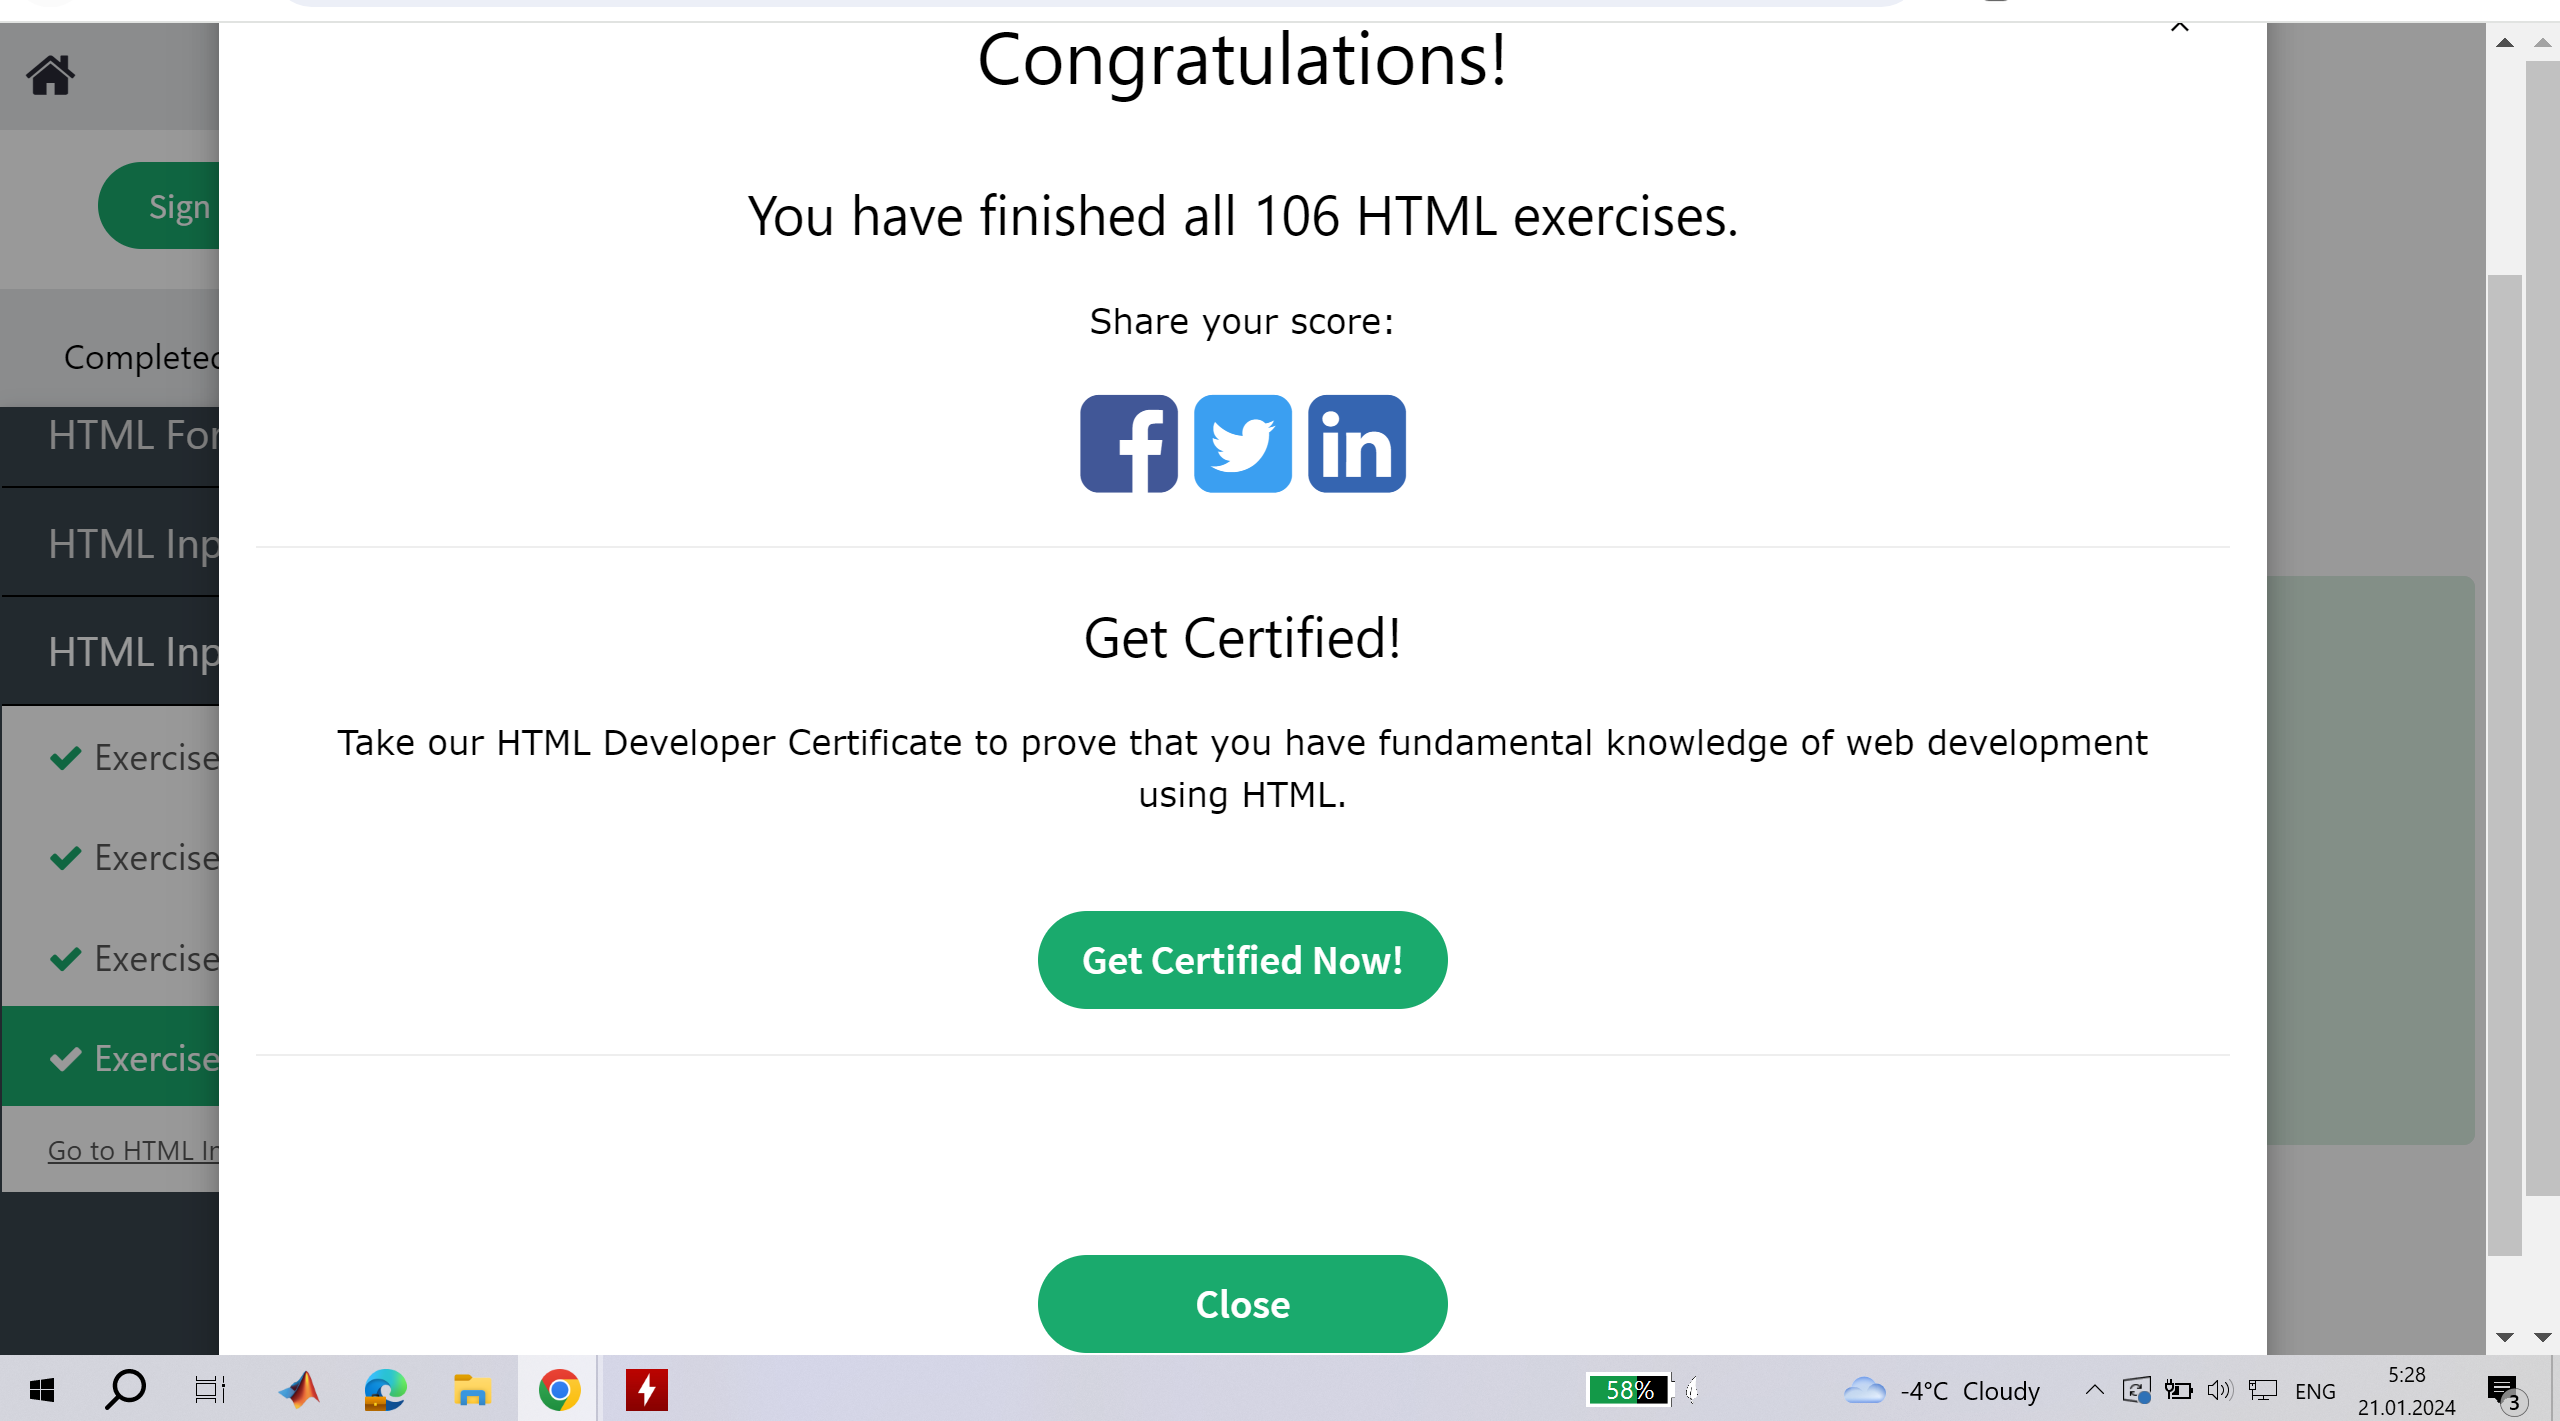 Congratulations!
You have finished all 106 HTML exercises.
Share your score:
Get Certified!
Take our HTML Developer Certificate to prove that you have fundamental knowledge of web development
using HTML.
Get Certified Now!
Close
Sign
Completed
HTML For
HTML Inp
HTML Inp
Exercise
Exercise
Exercise
Exercise
Go to HTML In
58%
-4°C Cloudy
ENG
5:28
21.01.2024
3